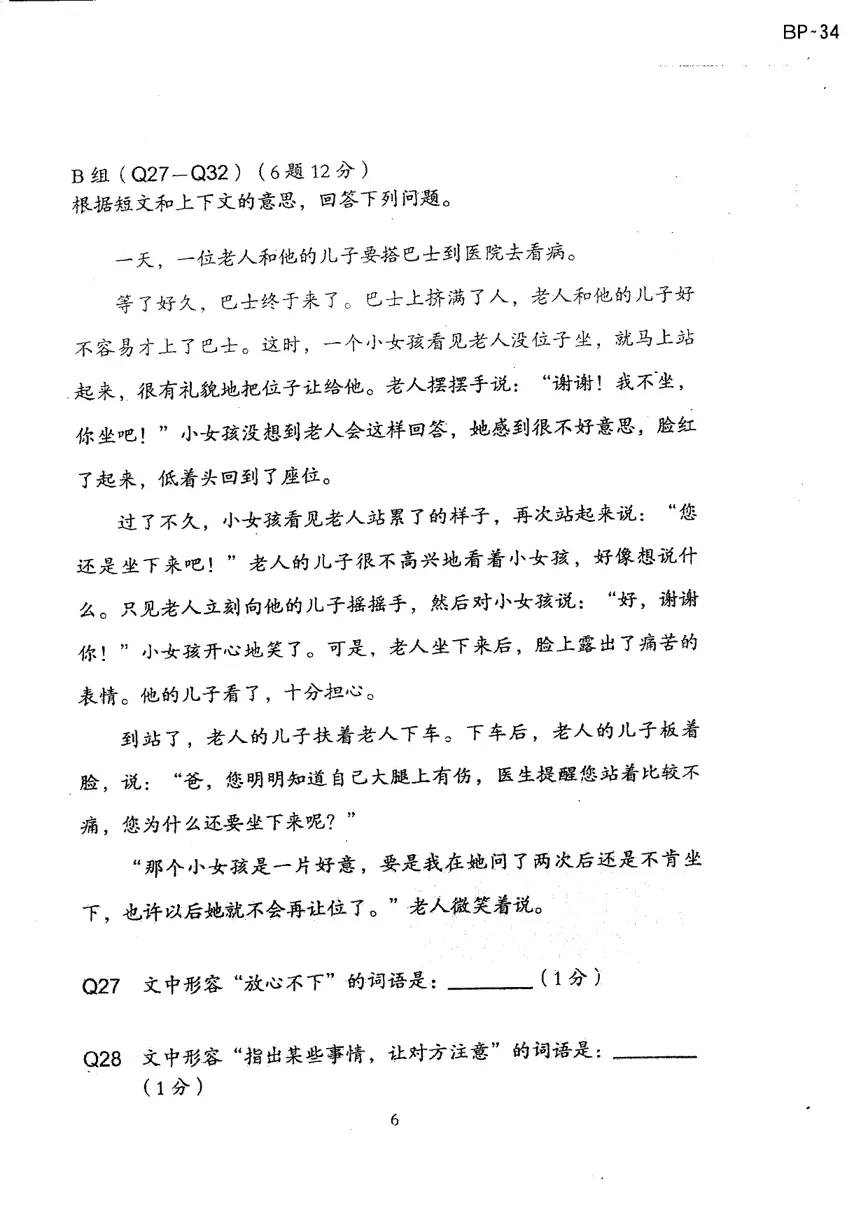 BP-34
B组（Q27－Q32）（6题12分）
根据短文和上下文的意思，回答下列问题。
一天，一位老人和他的儿子要搭巴士到医院去看病。
等了好久，巴士终于来了。巴士上挤满了人，老人和他的儿子好
不容易才上了巴士。这时，一个小女孩看见老人没位子坐，就马上站
起来，很有礼貌地把位子让给他。老人摆摆手说：“谢谢！我不坐，
你坐吧！”小女孩没想到老人会这样回答，她感到很不好意思，脸红
了起来，低着头回到了座位。
过了不久，小女孩看见老人站累了的样子，再次站起来说：“您
还是坐下来吧！”老人的儿子很不高兴地看着小女孩，好像想说什
么。只见老人立刻向他的儿子摇摇手，然后对小女孩说：“好，谢谢
你！”小女孩开心地笑了。可是，老人坐下来后，脸上露出了痛苦的
表情。他的儿子看了，十分担心。
到站了，老人的儿子扶着老人下车。下车后，老人的儿子板着
脸，说：“爸，您明明知道自己大腿上有伤，医生提醒您站着比较不
痛，您为什么还要坐下来呢？”
“那个小女孩是一片好意，要是我在她问了两次后还是不肯坐
下，也许以后她就不会再让位了。”老人微笑着说。
Q27 文中形容“放心不下”的词语是：________（1分）
Q28 文中形容“指出某些事情，让对方注意”的词语是：________
（1分）
6